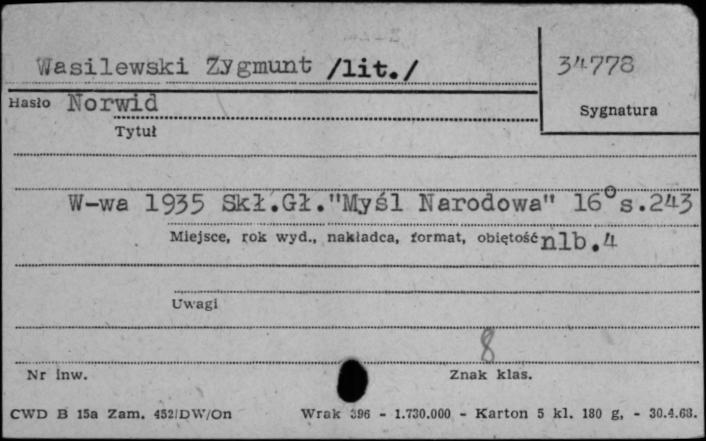 Wasilewski Zygmunt /lit./
34778
Hasło Norwid
Sygnatura
Tytuł
W-wa 1935 Skł.Gł."Myśl Narodowa" 16° s.243
Miejsce, rok wyd., nakładca, format, objętość nlb.4
Uwagi
8
Nr inw.
Znak klas.
CWD B 15a Zam. 452/DW/On Wrak 396 - 1.730.000 - Karton 5 kl. 180 g, - 30.4.68.